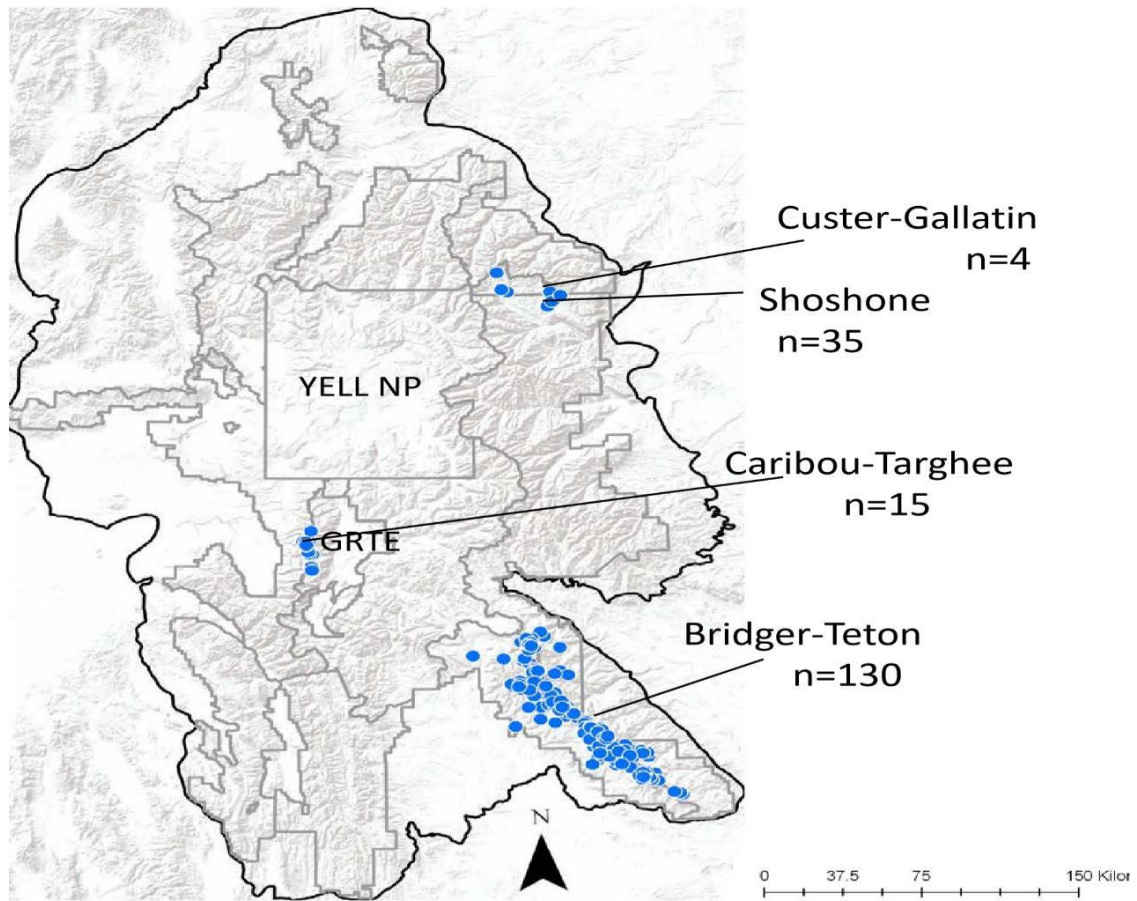 Custer-Gallatin
n=4
Shoshone
n=35
YELL NP
Caribou-Targhee
n=15
GRTE
Bridger-Teton
n=130
N
0 37.5 75 150 Kilor